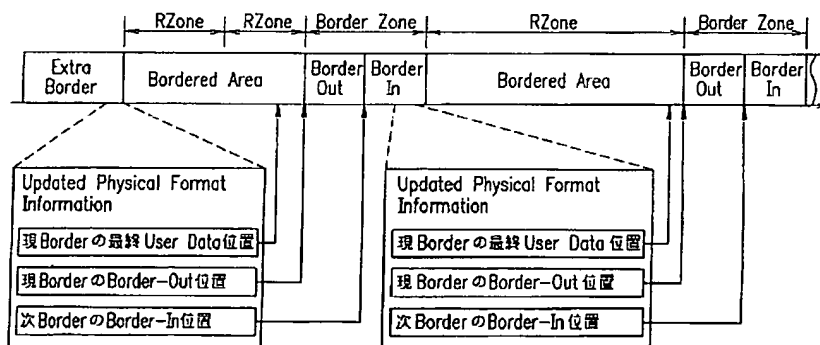 RZone RZone Border Zone RZone Border Zone
Extra Border
Bordered Area
Border Out
Border In
Bordered Area
Border Out
Border In
Updated Physical Format
Information
現Borderの最終User Data位置
現BorderのBorder-Out位置
次BorderのBorder-In位置
Updated Physical Format
Information
現Borderの最終User Data位置
現BorderのBorder-Out位置
次BorderのBorder-In位置